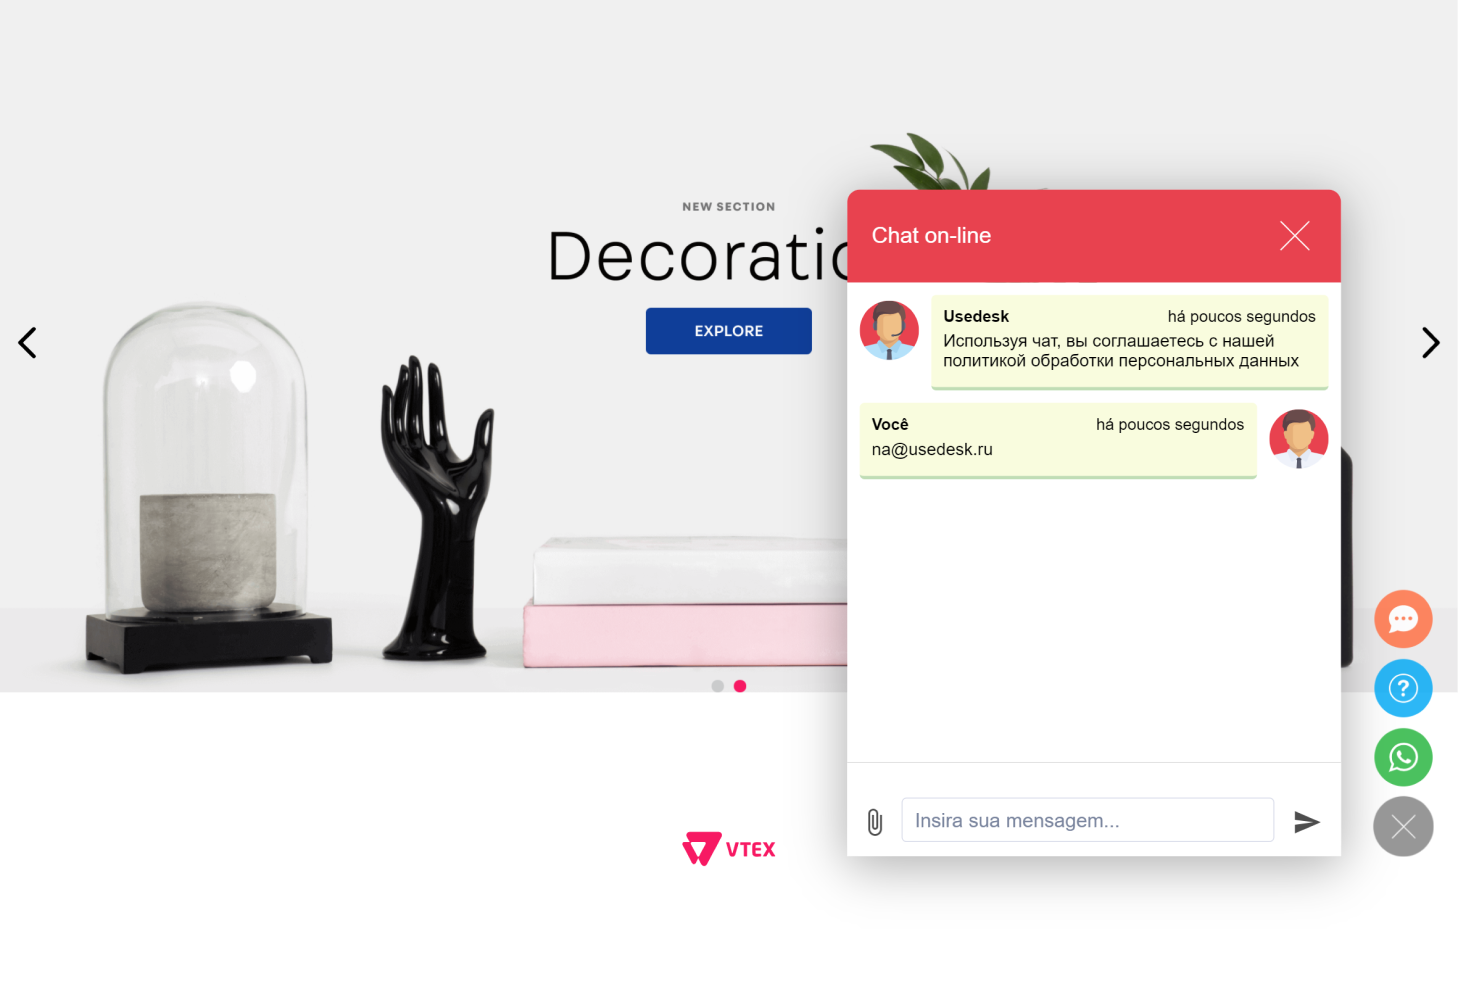 NEW SECTION
Decoratio
EXPLORE
Chat on-line
Usedesk há poucos segundos
Используя чат, вы соглашаетесь с нашей
политикой обработки персональных данных
Você há poucos segundos
na@usedesk.ru
Insira sua mensagem...
VTEX